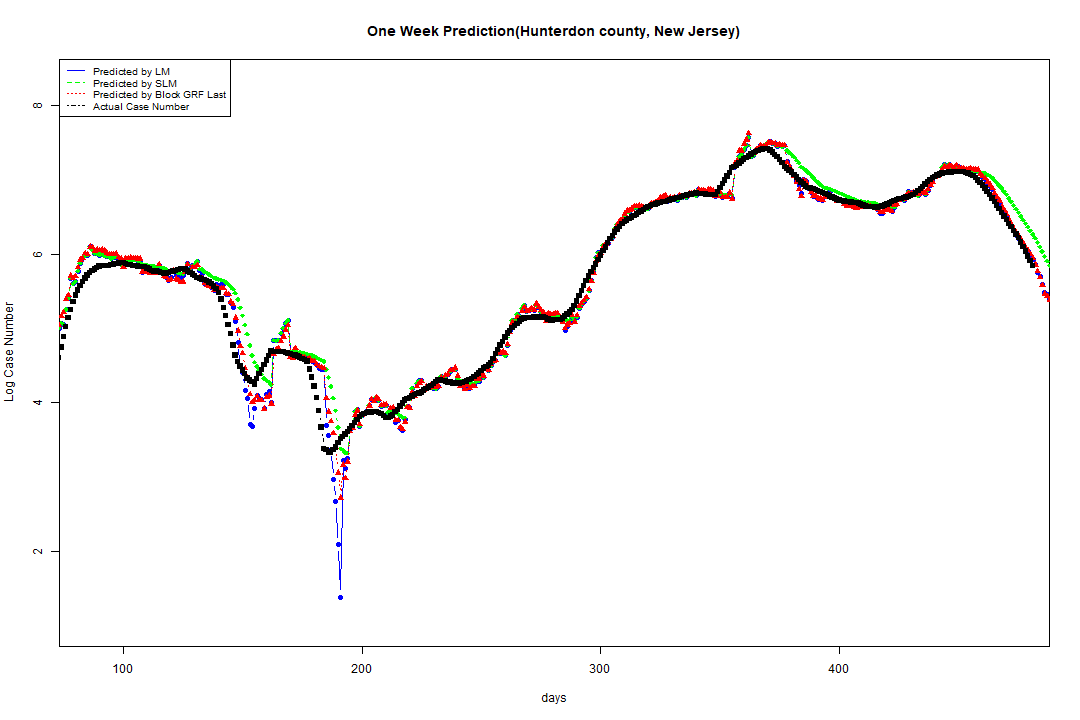 One Week Prediction(Hunterdon county, New Jersey)
Predicted by LM
Predicted by SLM
Predicted by Block GRF Last
Actual Case Number
8
6
4
2
Log Case Number
100 200 300 400
days